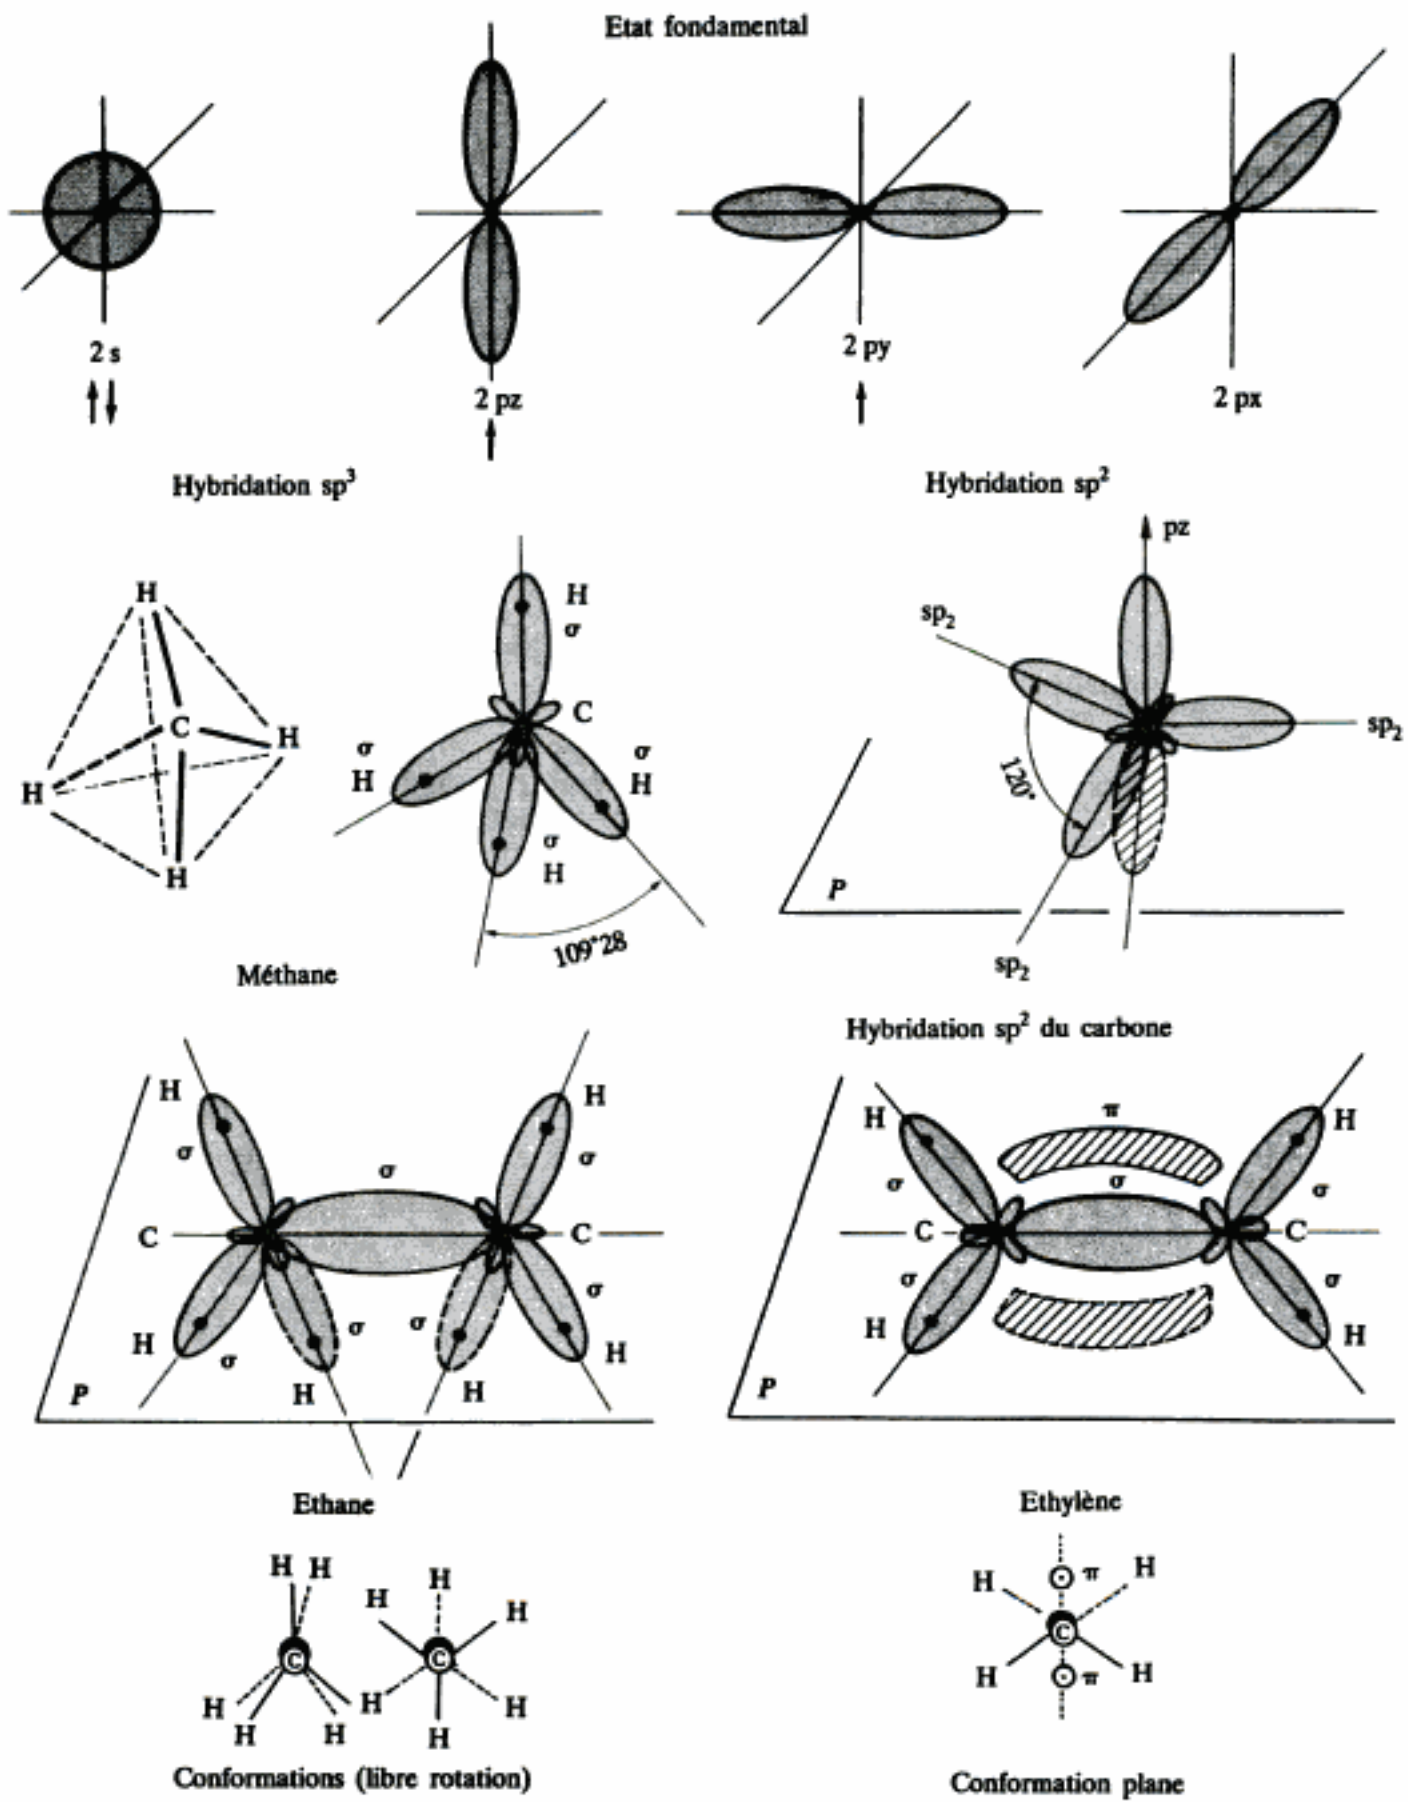 Etat fondamental
2 s
2 pz
2 py
2 px
Hybridation sp³
Hybridation sp²
H
C
H
H
H
H
σ
C
σ
H
σ
H
σ
H
109°28
Méthane
pz
sp₂
sp₂
120°
P
sp₂
Hybridation sp² du carbone
H
H
σ
σ
σ
C
C
H
σ
σ
σ
σ
H
P
H
H
Ethane
H
π
H
σ
σ
σ
C
C
σ
σ
H
H
P
Ethylène
H H
H
H
H
C
C
H
H
H
H
H
H
H
Conformations (libre rotation)
H
π
H
C
H
π
H
Conformation plane